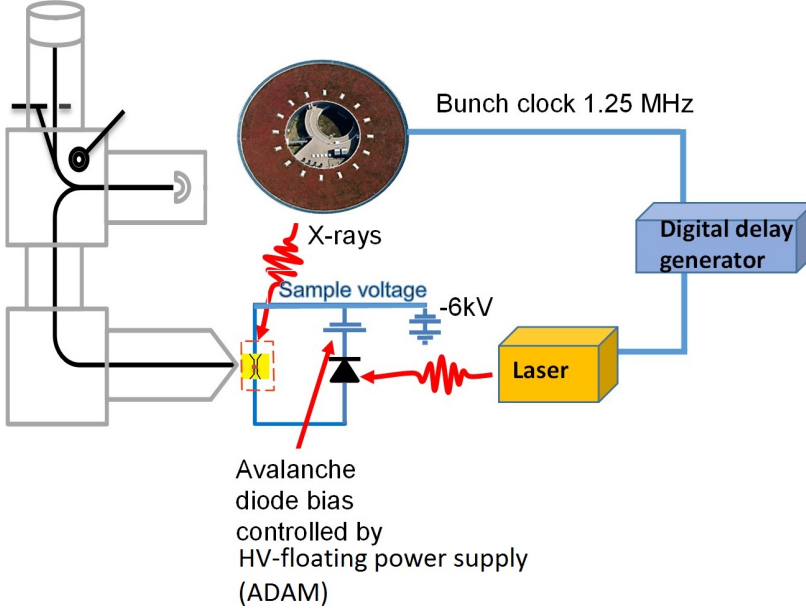 Bunch clock 1.25 MHz
Digital delay
generator
X-rays
Sample voltage
-6kV
Laser
Avalanche
diode bias
controlled by
HV-floating power supply
(ADAM)